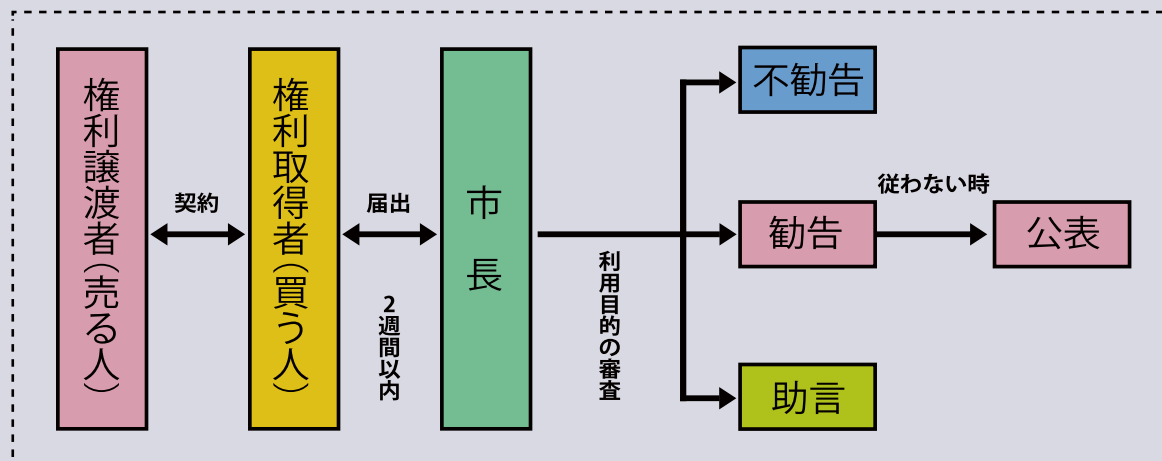 権利譲渡者（売る人）
契約
権利取得者（買う人）
届出
2週間以内
市長
利用目的の審査
不勧告
勧告
従わない時
公表
助言